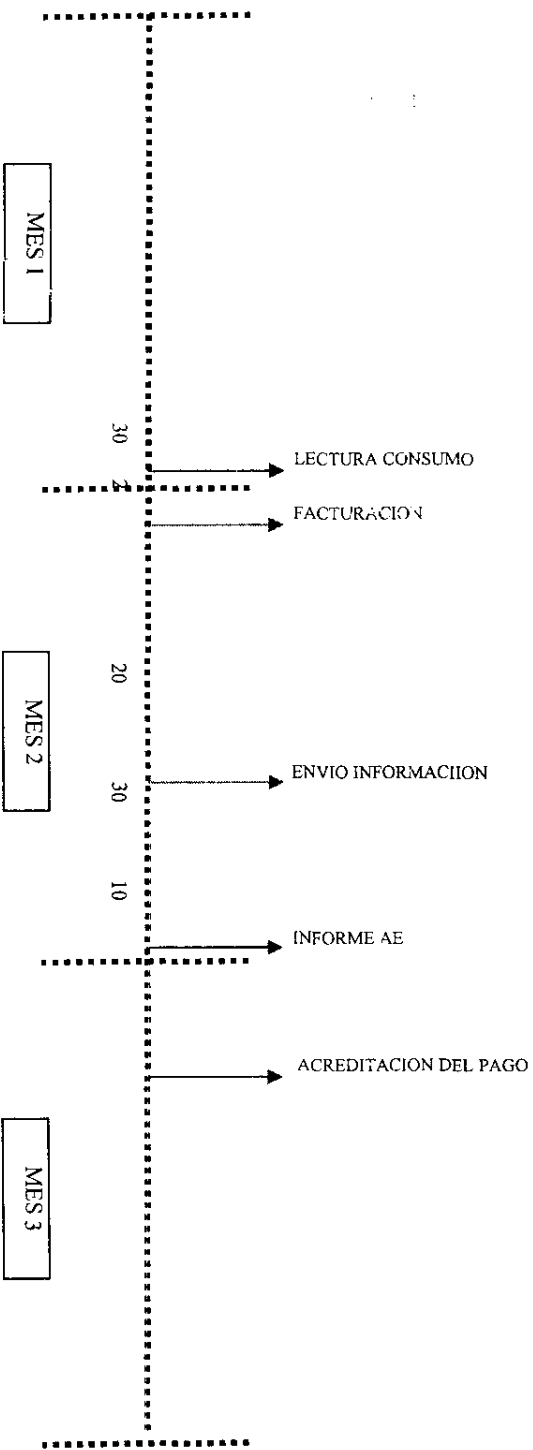 MES 1
30
LECTURA CONSUMO
FACTURACION
20
MES 2
ENVIO INFORMACIION
30
10
INFORME AE
ACREDITACION DEL PAGO
MES 3